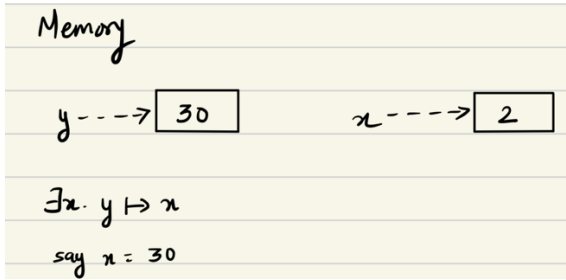 Memory
y ----> 30 x ----> 2
∃x. y ↦ x
say x = 30